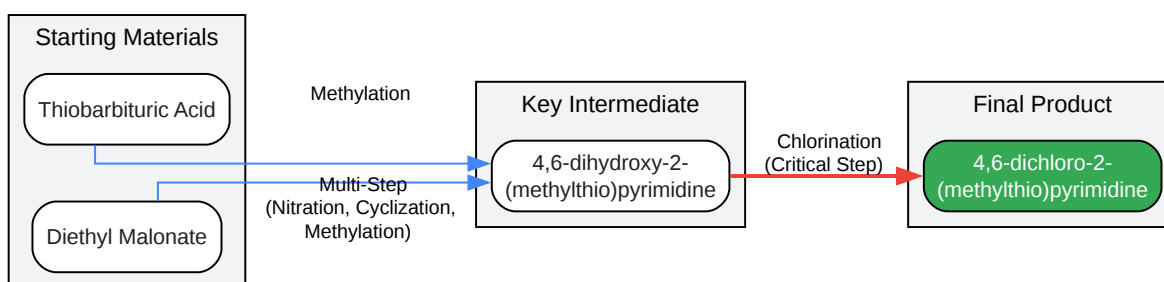 Starting Materials
Thiobarbituric Acid
Diethyl Malonate
Methylation
Multi-Step
(Nitration, Cyclization,
Methylation)
Key Intermediate
4,6-dihydroxy-2-
(methylthio)pyrimidine
Chlorination
(Critical Step)
Final Product
4,6-dichloro-2-
(methylthio)pyrimidine